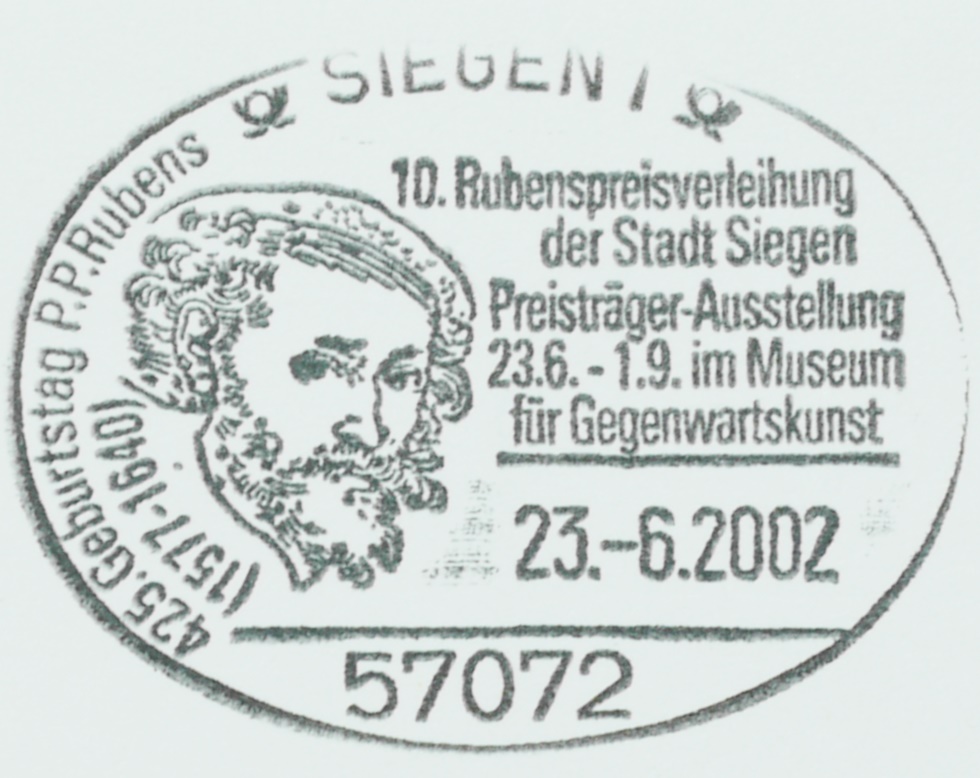 SIEGEN 1
425. Geburtstag P.P. Rubens
(1577-1640)
10. Rubenspreisverleihung
der Stadt Siegen
Preisträger-Ausstellung
23.6. - 1.9. im Museum
für Gegenwartskunst
23.-6.2002
57072